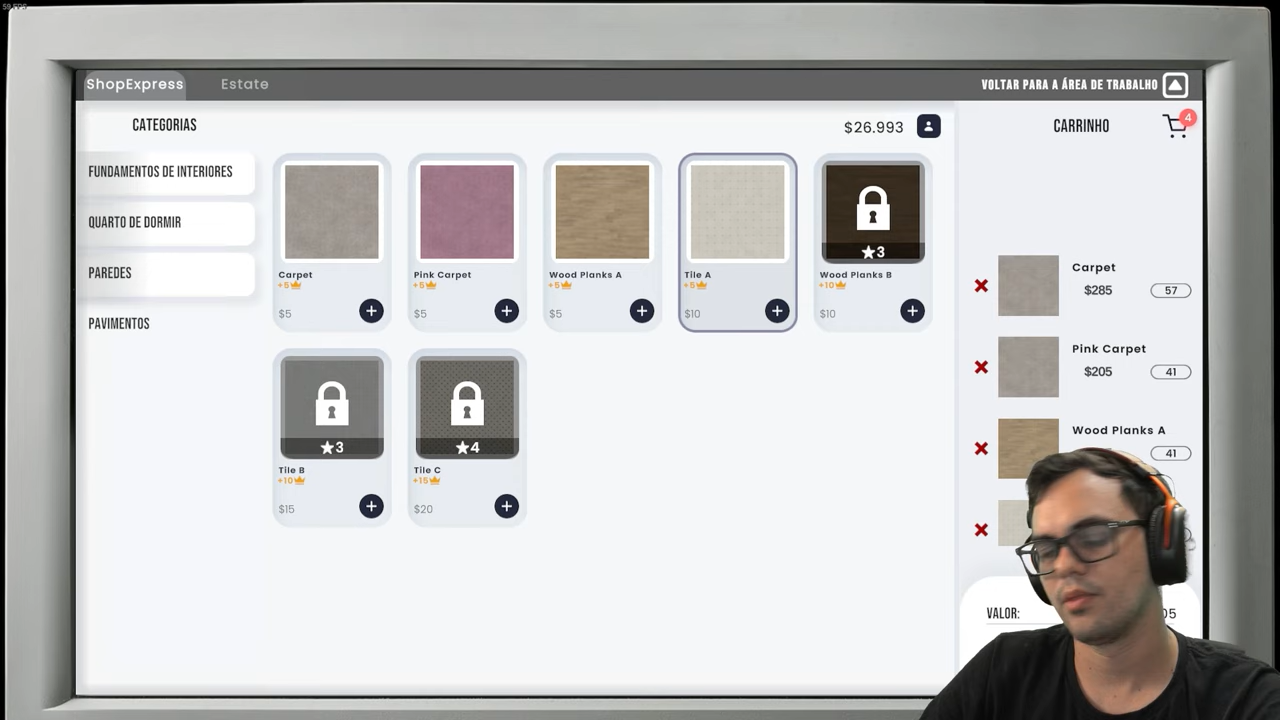 59 FPS
ShopExpress
Estate
VOLTAR PARA A ÁREA DE TRABALHO
CATEGORIAS
$26.993
CARRINHO
4
FUNDAMENTOS DE INTERIORES
QUARTO DE DORMIR
PAREDES
PAVIMENTOS
Carpet
+5
$5
Pink Carpet
+5
$5
Wood Planks A
+5
$5
Tile A
+5
$10
3
Wood Planks B
+10
$10
3
Tile B
+10
$15
4
Tile C
+15
$20
Carpet
$285
57
Pink Carpet
$205
41
Wood Planks A
41
VALOR: